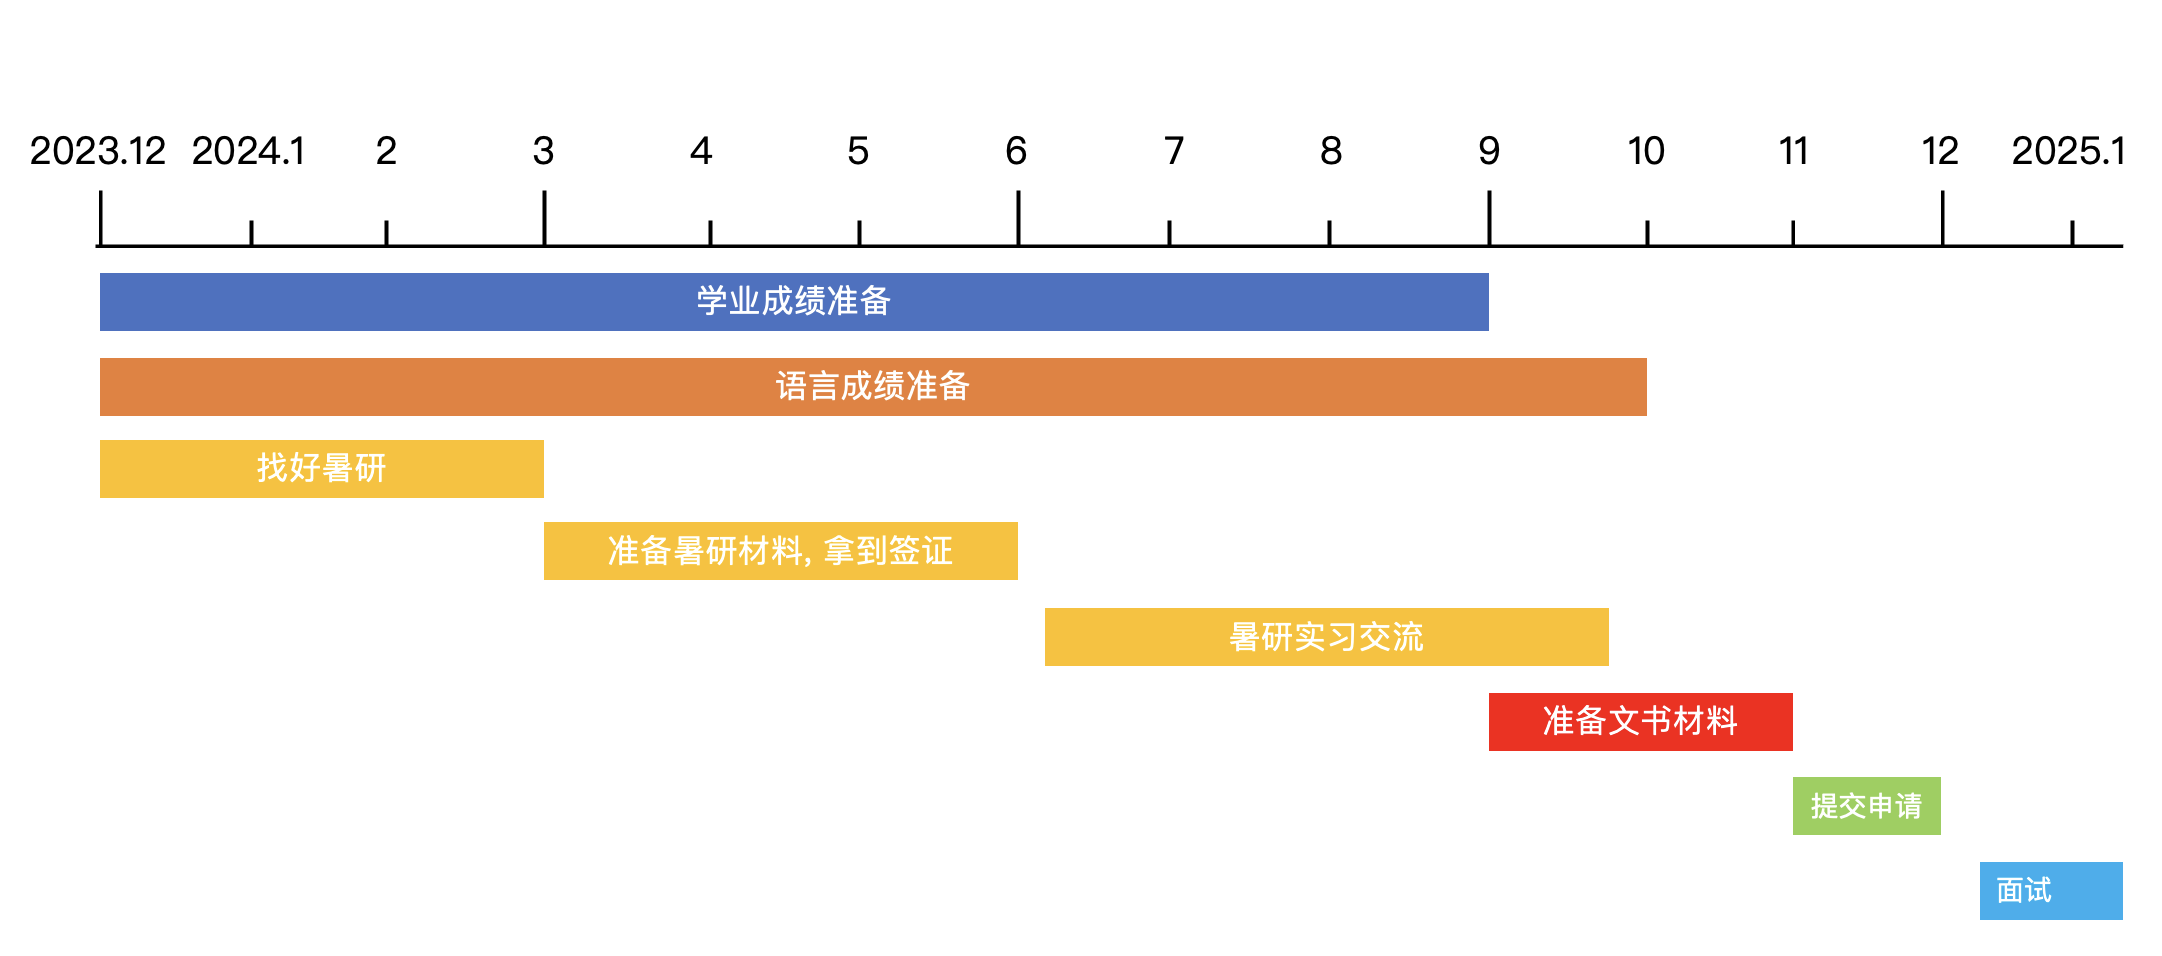 2023.12 2024.1 2 3 4 5 6 7 8 9 10 11 12 2025.1
学业成绩准备
语言成绩准备
找好暑研
准备暑研材料, 拿到签证
暑研实习交流
准备文书材料
提交申请
面试